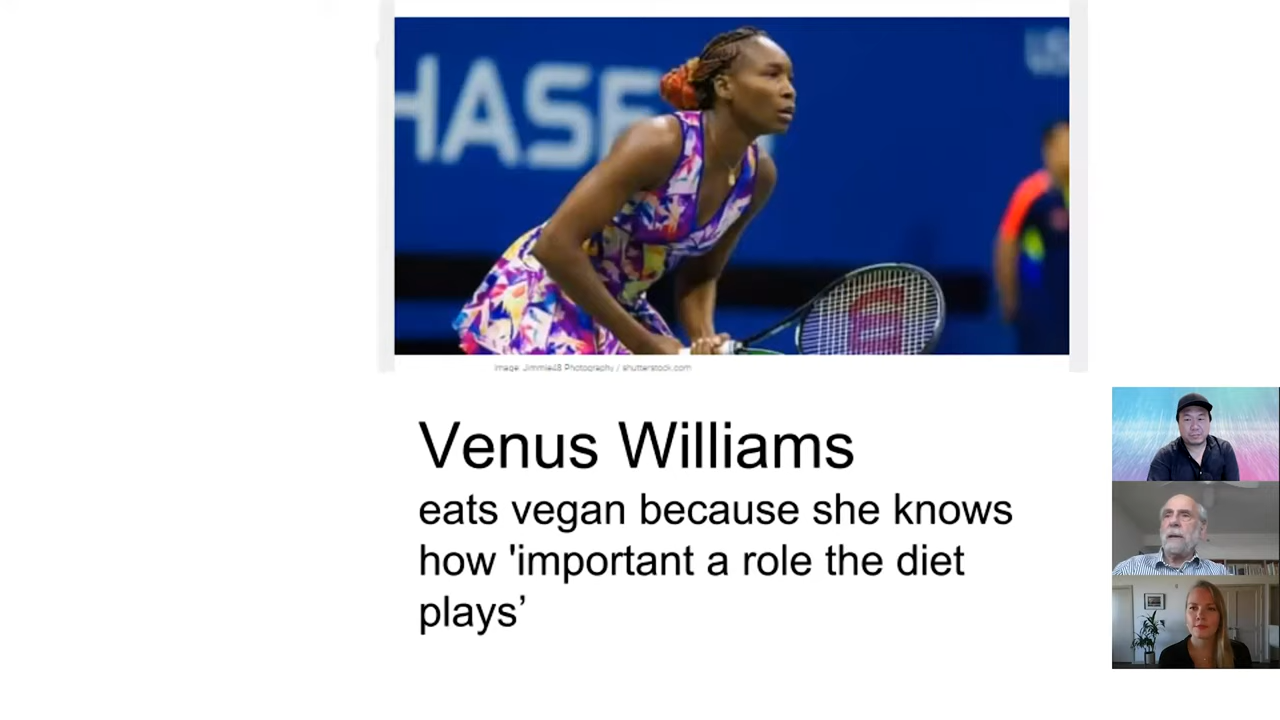 HASE
US
Image: Jimmie48 Photography / shutterstock.com
Venus Williams
eats vegan because she knows
how 'important a role the diet
plays’